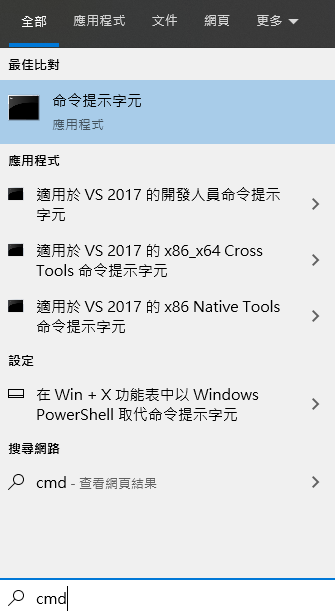 全部 應用程式 文件 網頁 更多
最佳比對
命令提示字元
應用程式
應用程式
適用於 VS 2017 的開發人員命令提示
字元
適用於 VS 2017 的 x86_x64 Cross
Tools 命令提示字元
適用於 VS 2017 的 x86 Native Tools
命令提示字元
設定
在 Win + X 功能表中以 Windows
PowerShell 取代命令提示字元
搜尋網路
cmd - 查看網頁結果
cmd